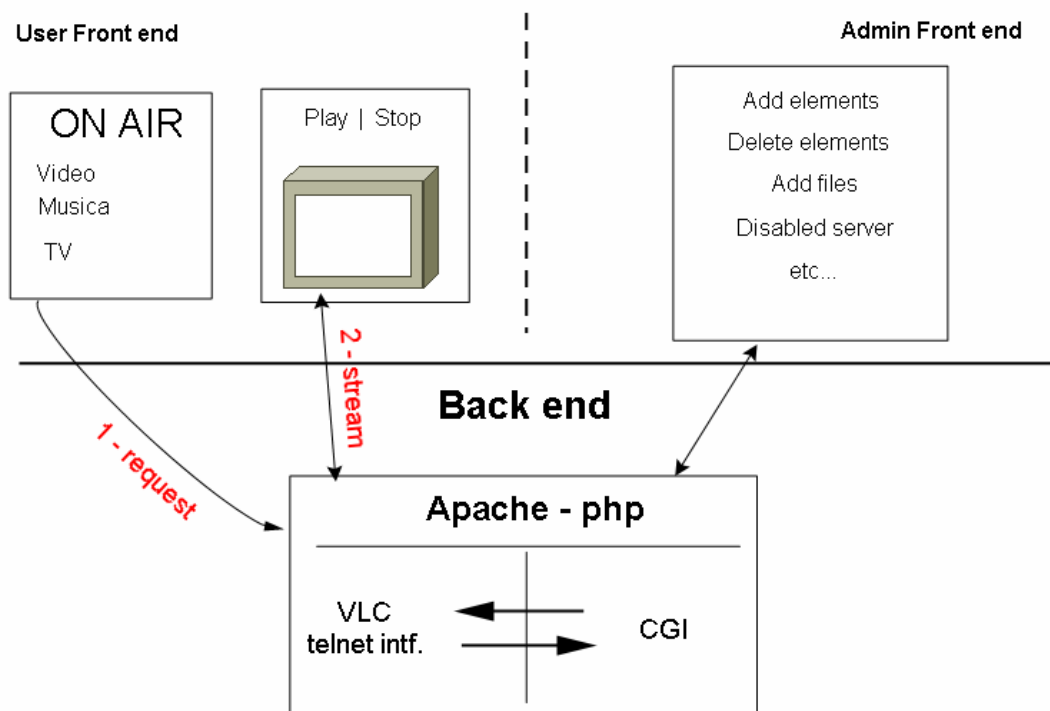 User Front end
Admin Front end
ON AIR
Video
Musica
TV
Play | Stop
Add elements
Delete elements
Add files
Disabled server
etc...
1 - request
2 - stream
Back end
Apache - php
VLC
telnet intf.
CGI